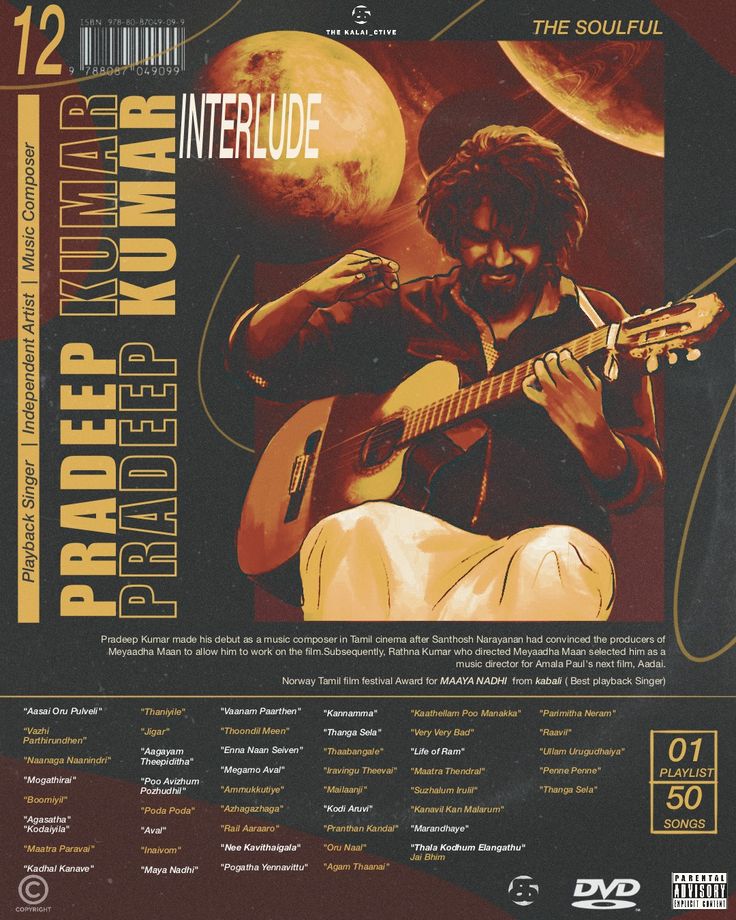 12
ISBN 978-80-87049-09-9
9 788087 049099
THE KALAI_CTIVE
THE SOULFUL
INTERLUDE
Playback Singer | Independent Artist | Music Composer
PRADEEP KUMAR
PRADEEP KUMAR
Pradeep Kumar made his debut as a music composer in Tamil cinema after Santhosh Narayanan had convinced the producers of
Meyaadha Maan to allow him to work on the film.Subsequently, Rathna Kumar who directed Meyaadha Maan selected him as a
music director for Amala Paul's next film, Aadai.
Norway Tamil film festival Award for MAAYA NADHI from kabali ( Best playback Singer)
"Aasai Oru Pulveli"
"Vazhi
Parthirundhen"
"Naanaga Naanindri"
"Mogathirai"
"Boomiyil"
"Agasatha"
"Kodaiyila"
"Maatra Paravai"
"Kadhal Kanave"
"Thaniyile"
"Jigar"
"Aagayam
Theepiditha"
"Poo Avizhum
Pozhudhil"
"Poda Poda"
"Aval"
"Inaivom"
"Maya Nadhi"
"Vaanam Paarthen"
"Thoondil Meen"
"Enna Naan Seiven"
"Megamo Aval"
"Ammukkutiye"
"Azhagazhaga"
"Rail Aaraaro"
"Nee Kavithaigala"
"Pogatha Yennavittu"
"Kannamma"
"Thanga Sela"
"Thaabangale"
"Iravingu Theevai"
"Mailaanji"
"Kodi Aruvi"
"Pranthan Kandal"
"Oru Naal"
"Agam Thaanai"
"Kaathellam Poo Manakka"
"Very Very Bad"
"Life of Ram"
"Maatra Thendral"
"Suzhalum Irulil"
"Kanavil Kan Malarum"
"Marandhaye"
"Thala Kodhum Elangathu"
Jai Bhim
"Parimitha Neram"
"Raavil"
"Ullam Urugudhaiya"
"Penne Penne"
"Thanga Sela"
01
PLAYLIST
50
SONGS
©
COPYRIGHT
DVD
PARENTAL
ADVISORY
EXPLICIT CONTENT